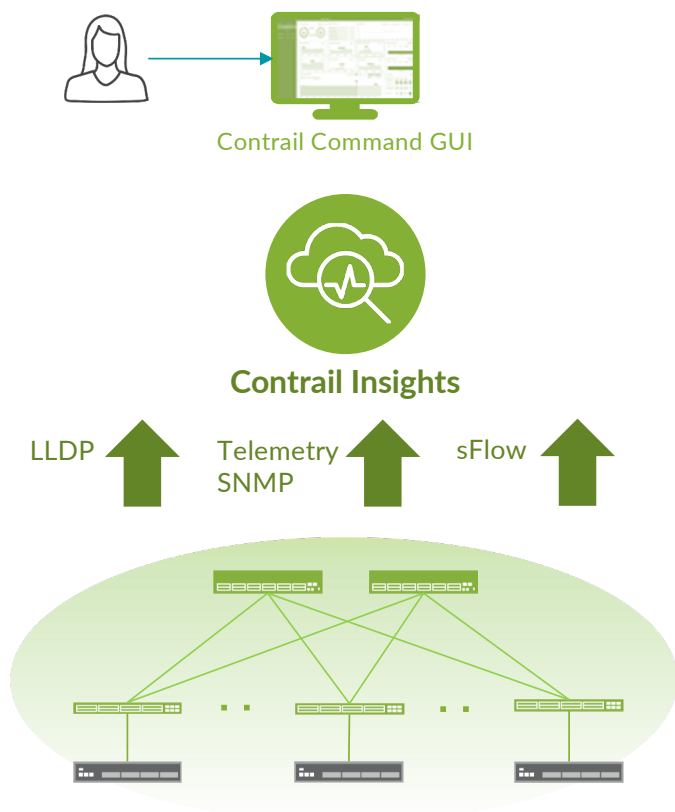 Contrail Command GUI
Contrail Insights
LLDP
Telemetry
SNMP
sFlow